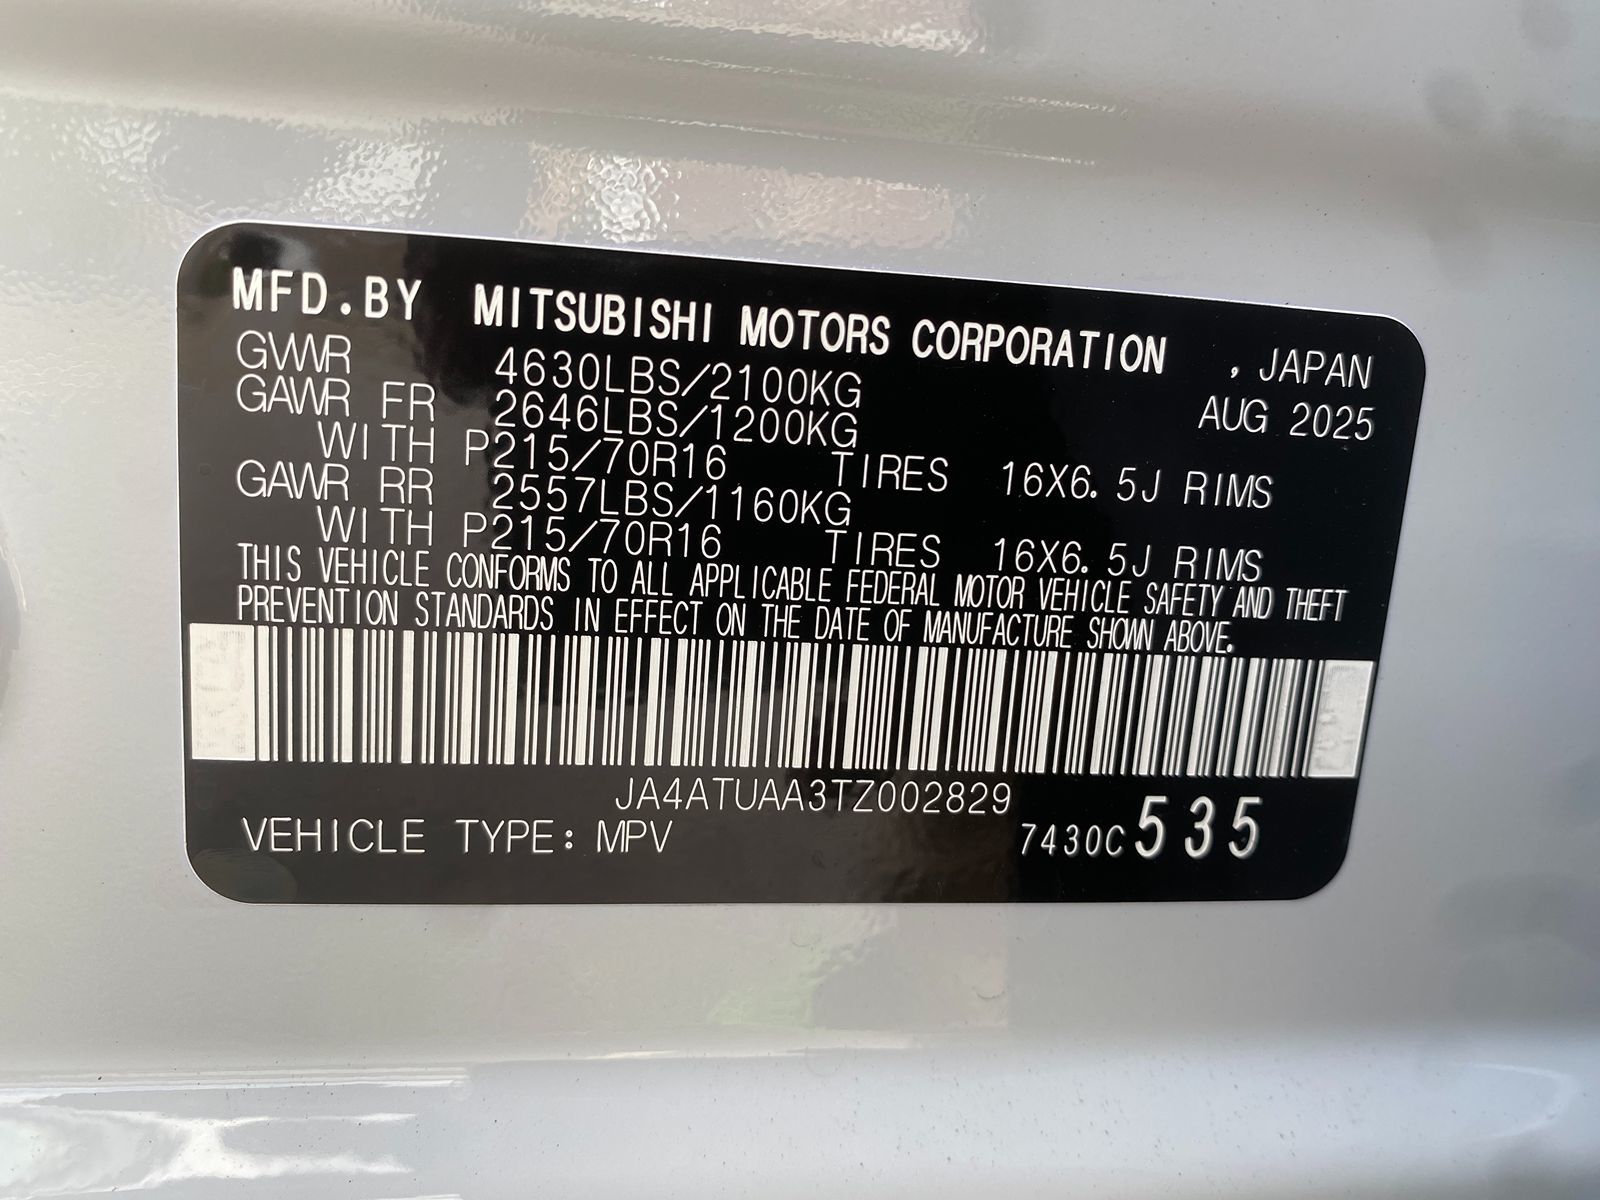 MFD.BY MITSUBISHI MOTORS CORPORATION , JAPAN
GVWR 4630LBS/2100KG AUG 2025
GAWR FR 2646LBS/1200KG
WITH P215/70R16 TIRES 16X6.5J RIMS
GAWR RR 2557LBS/1160KG
WITH P215/70R16 TIRES 16X6.5J RIMS
THIS VEHICLE CONFORMS TO ALL APPLICABLE FEDERAL MOTOR VEHICLE SAFETY AND THEFT
PREVENTION STANDARDS IN EFFECT ON THE DATE OF MANUFACTURE SHOWN ABOVE.
JA4ATUAA3TZ002829
VEHICLE TYPE: MPV 7430C 535